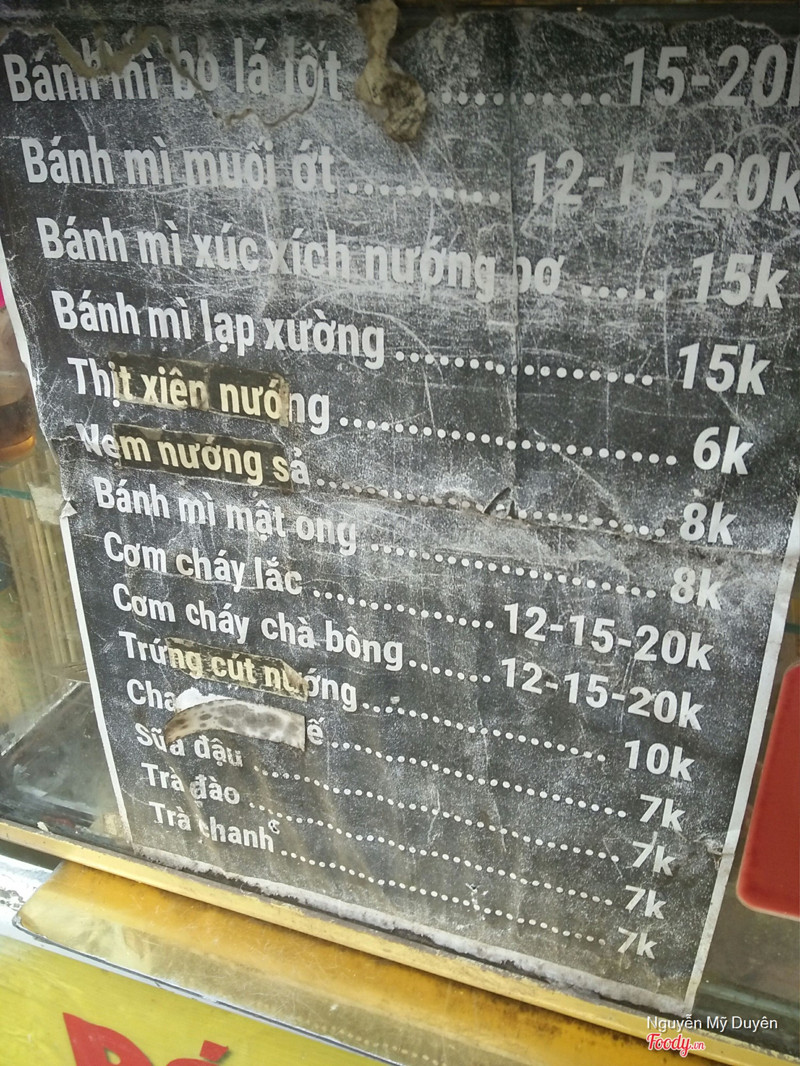 Bánh mì bò lá lốt ............ 15-20k
Bánh mì muối ớt ............ 12-15-20k
Bánh mì xúc xích nướng bơ ...... 15k
Bánh mì lạp xường .................. 15k
Thịt xiên nướng ........................ 6k
Nem nướng sả ........................ 8k
Bánh mì mật ong .................... 8k
Cơm cháy lắc ............... 12-15-20k
Cơm cháy chà bông ....... 12-15-20k
Trứng cút nướng .................. 10k
7k
Sữa đậu ............................ 7k
Trà đào ............................ 7k
Trà chanh ......................... 7k
Nguyễn Mỹ Duyên
Foody.vn